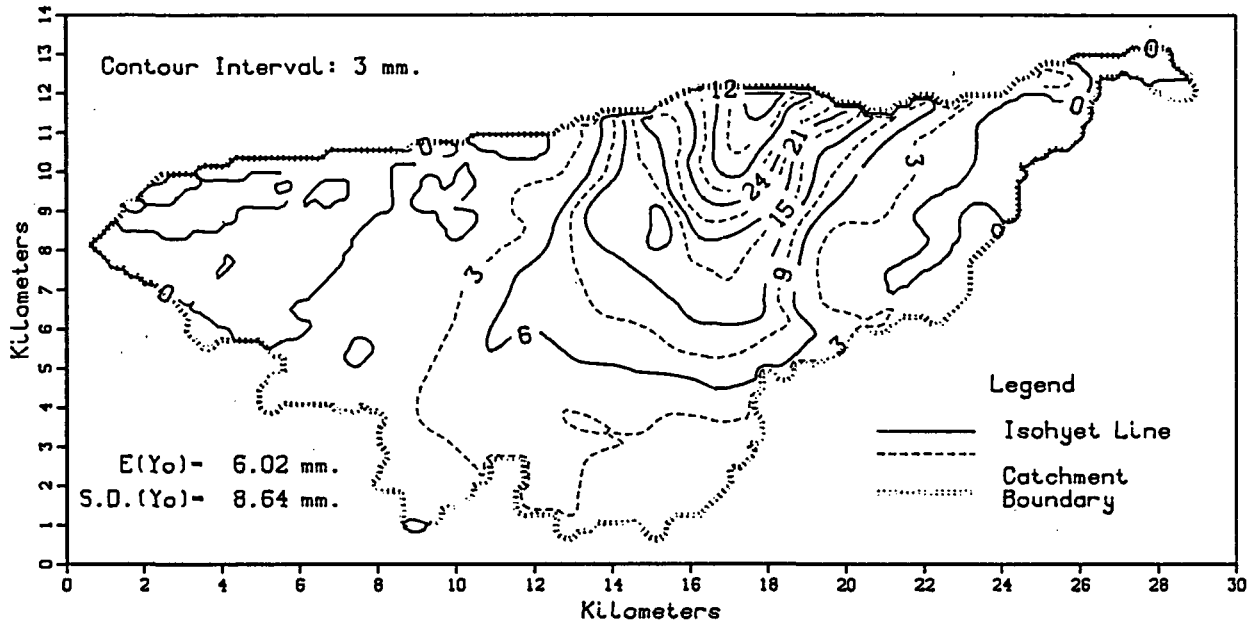 Contour Interval: 3 mm.
0
0
0
0
0
12
21
24
15
9
3
3
6
3
E(Yo)- 6.02 mm.
S.D.(Yo)- 8.64 mm.
Legend
Isohyet Line
Catchment
Boundary
Kilometers
14
13
12
11
10
9
8
7
6
5
4
3
2
1
0
0 2 4 6 8 10 12 14 16 18 20 22 24 26 28 30
Kilometers